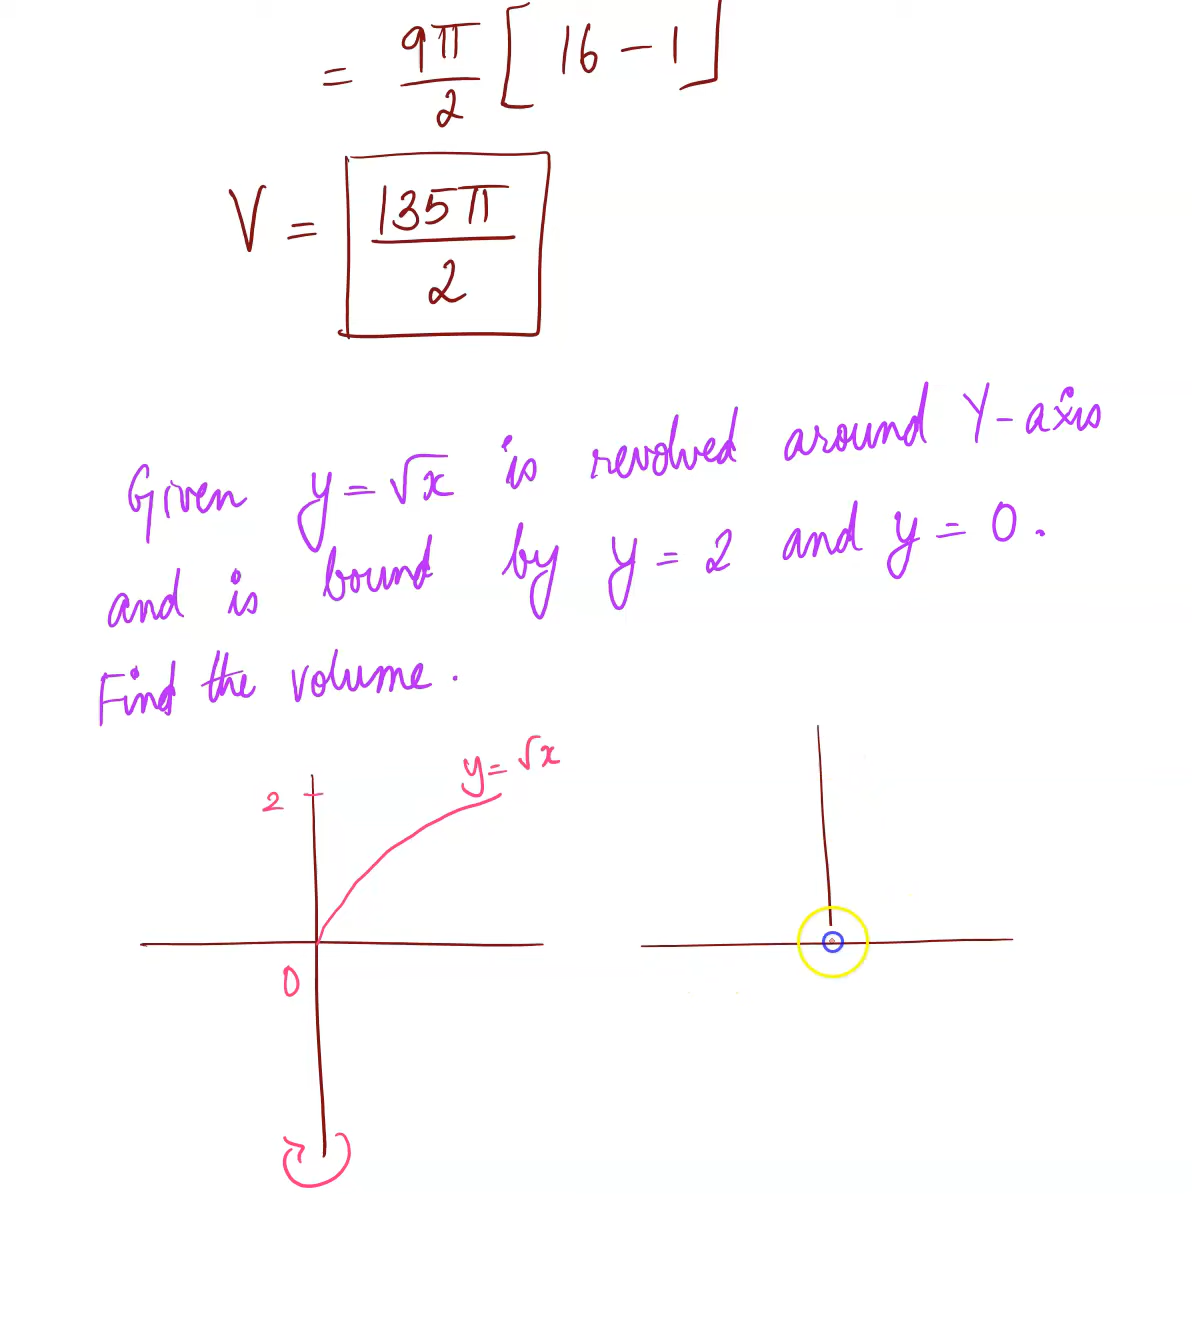 = 9π/2 [ 16 - 1 ]
V = 135π/2
Given y = √x is revolved around Y-axis
and is bound by y = 2 and y = 0.
Find the volume.
y = √x
2
0